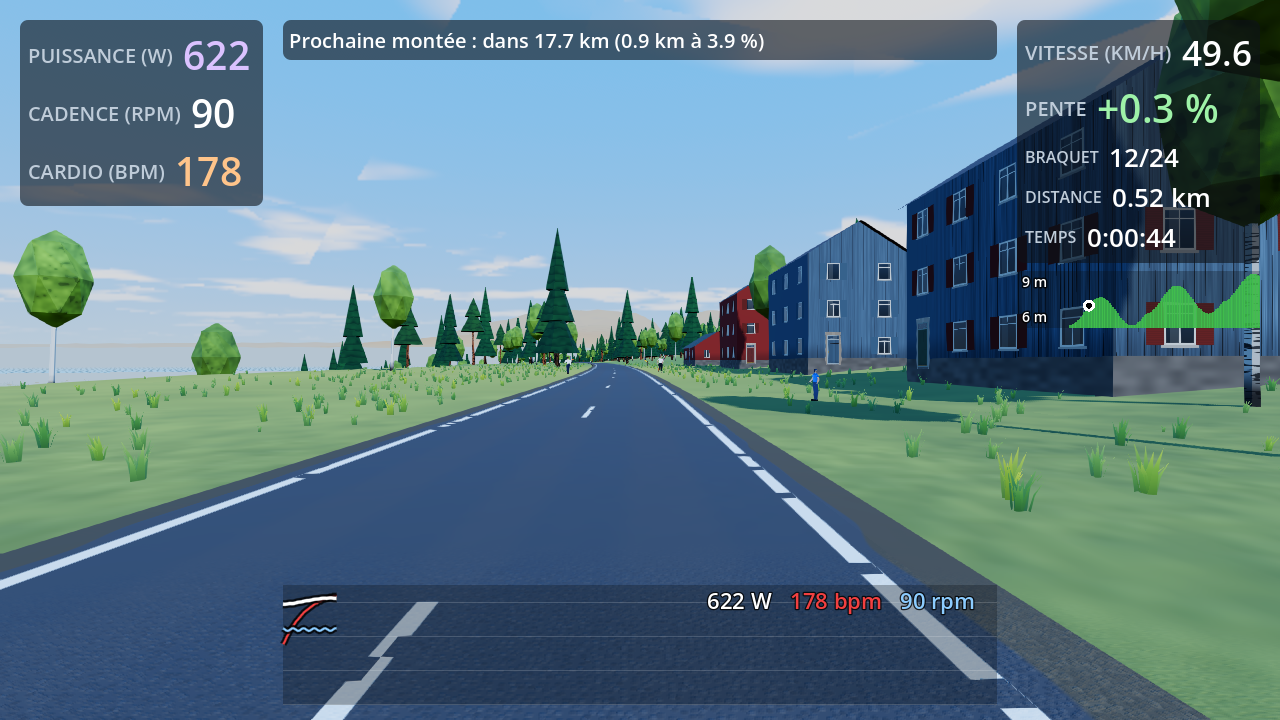 PUISSANCE (W) 622
CADENCE (RPM) 90
CARDIO (BPM) 178
Prochaine montée : dans 17.7 km (0.9 km à 3.9 %)
VITESSE (KM/H) 49.6
PENTE +0.3 %
BRAQUET 12/24
DISTANCE 0.52 km
TEMPS 0:00:44
9 m
6 m
622 W 178 bpm 90 rpm